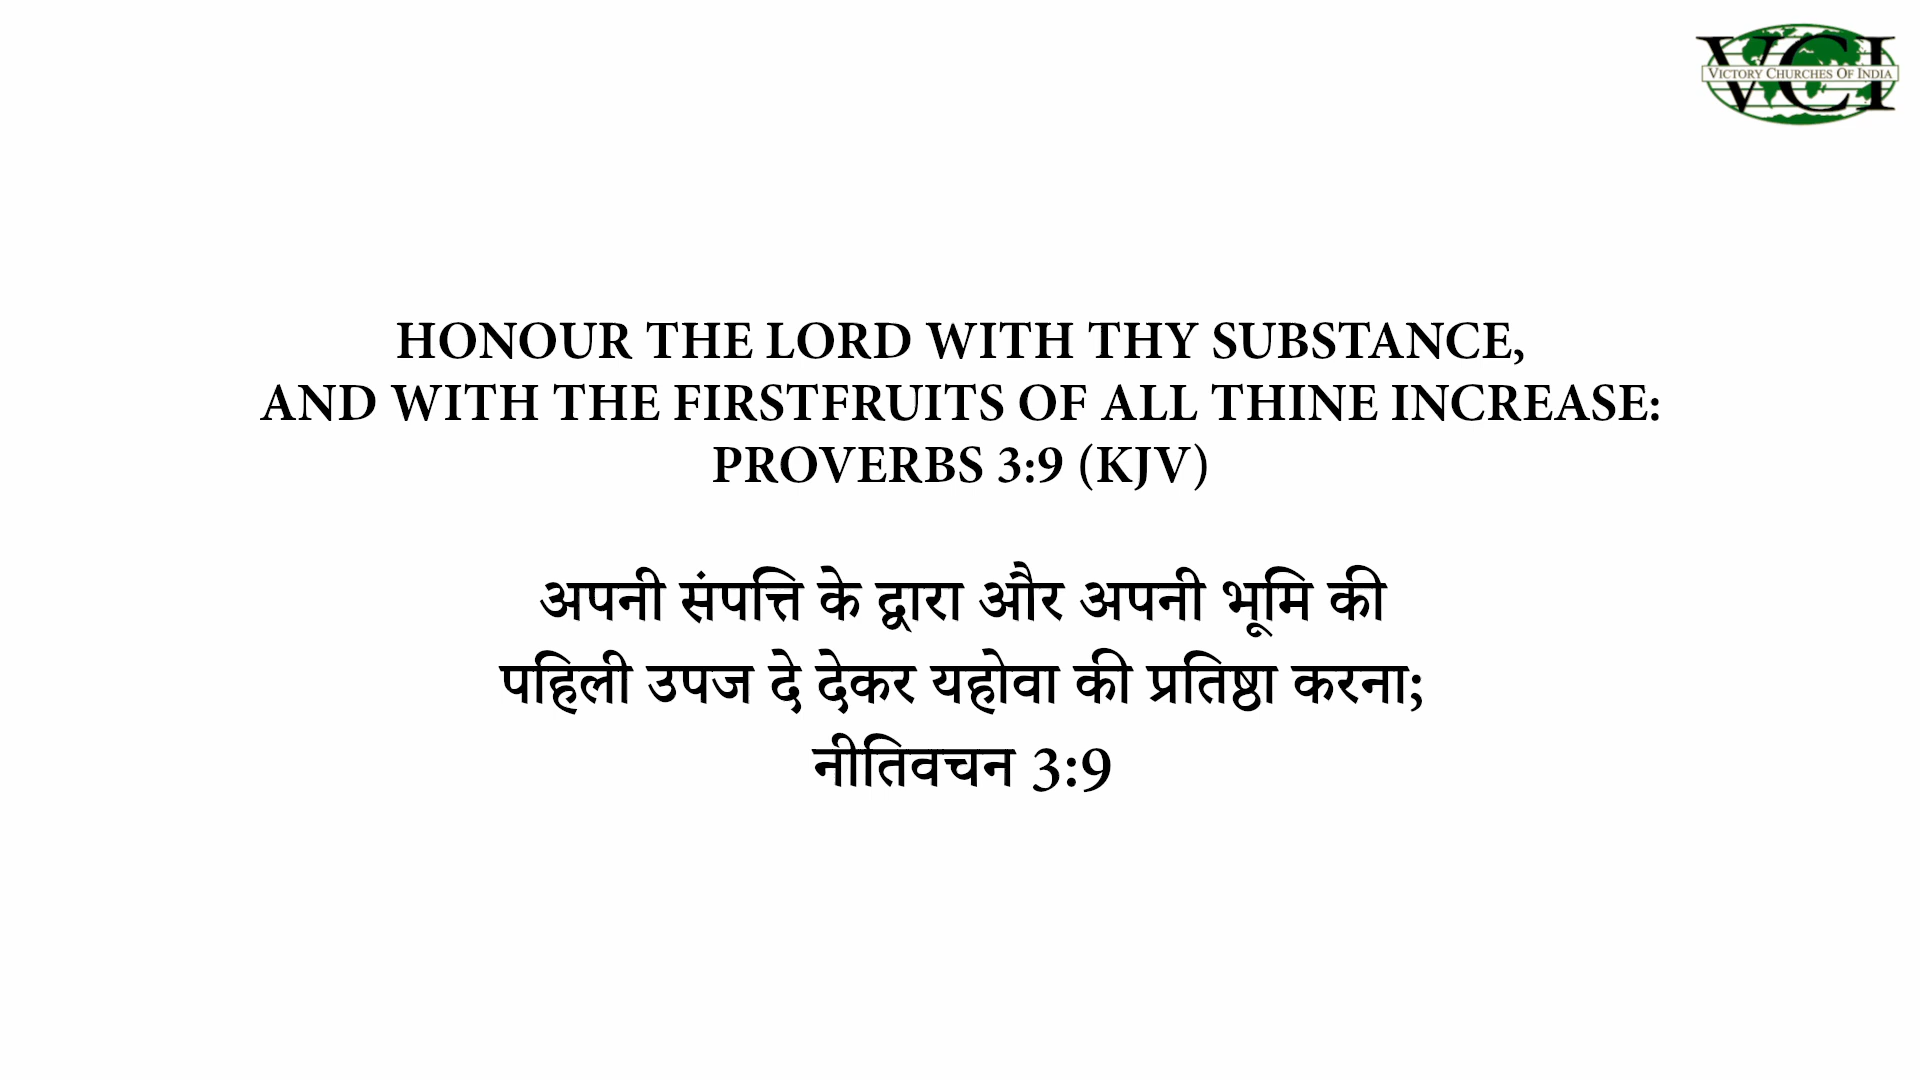 VCI
VICTORY CHURCHES OF INDIA
HONOUR THE LORD WITH THY SUBSTANCE,
AND WITH THE FIRSTFRUITS OF ALL THINE INCREASE:
PROVERBS 3:9 (KJV)
अपनी संपत्ति के द्वारा और अपनी भूमि की
पहिली उपज दे देकर यहोवा की प्रतिष्ठा करना;
नीतिवचन 3:9